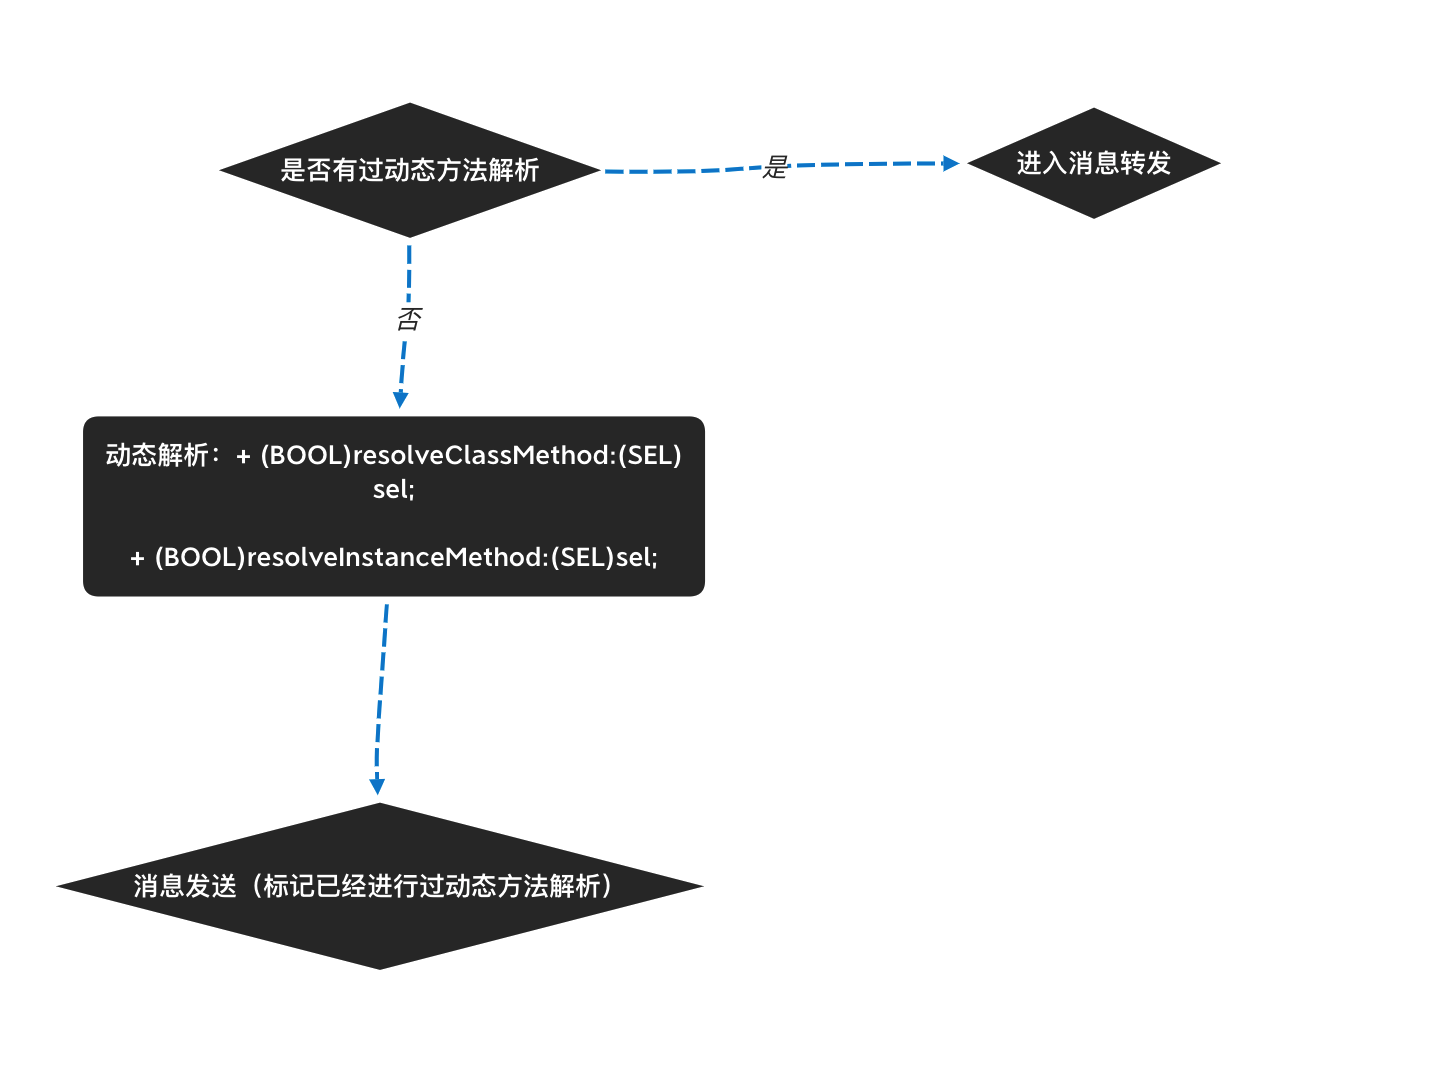 是否有过动态方法解析
是
进入消息转发
否
动态解析：+ (BOOL)resolveClassMethod:(SEL)
sel;
+ (BOOL)resolveInstanceMethod:(SEL)sel;
消息发送（标记已经进行过动态方法解析）